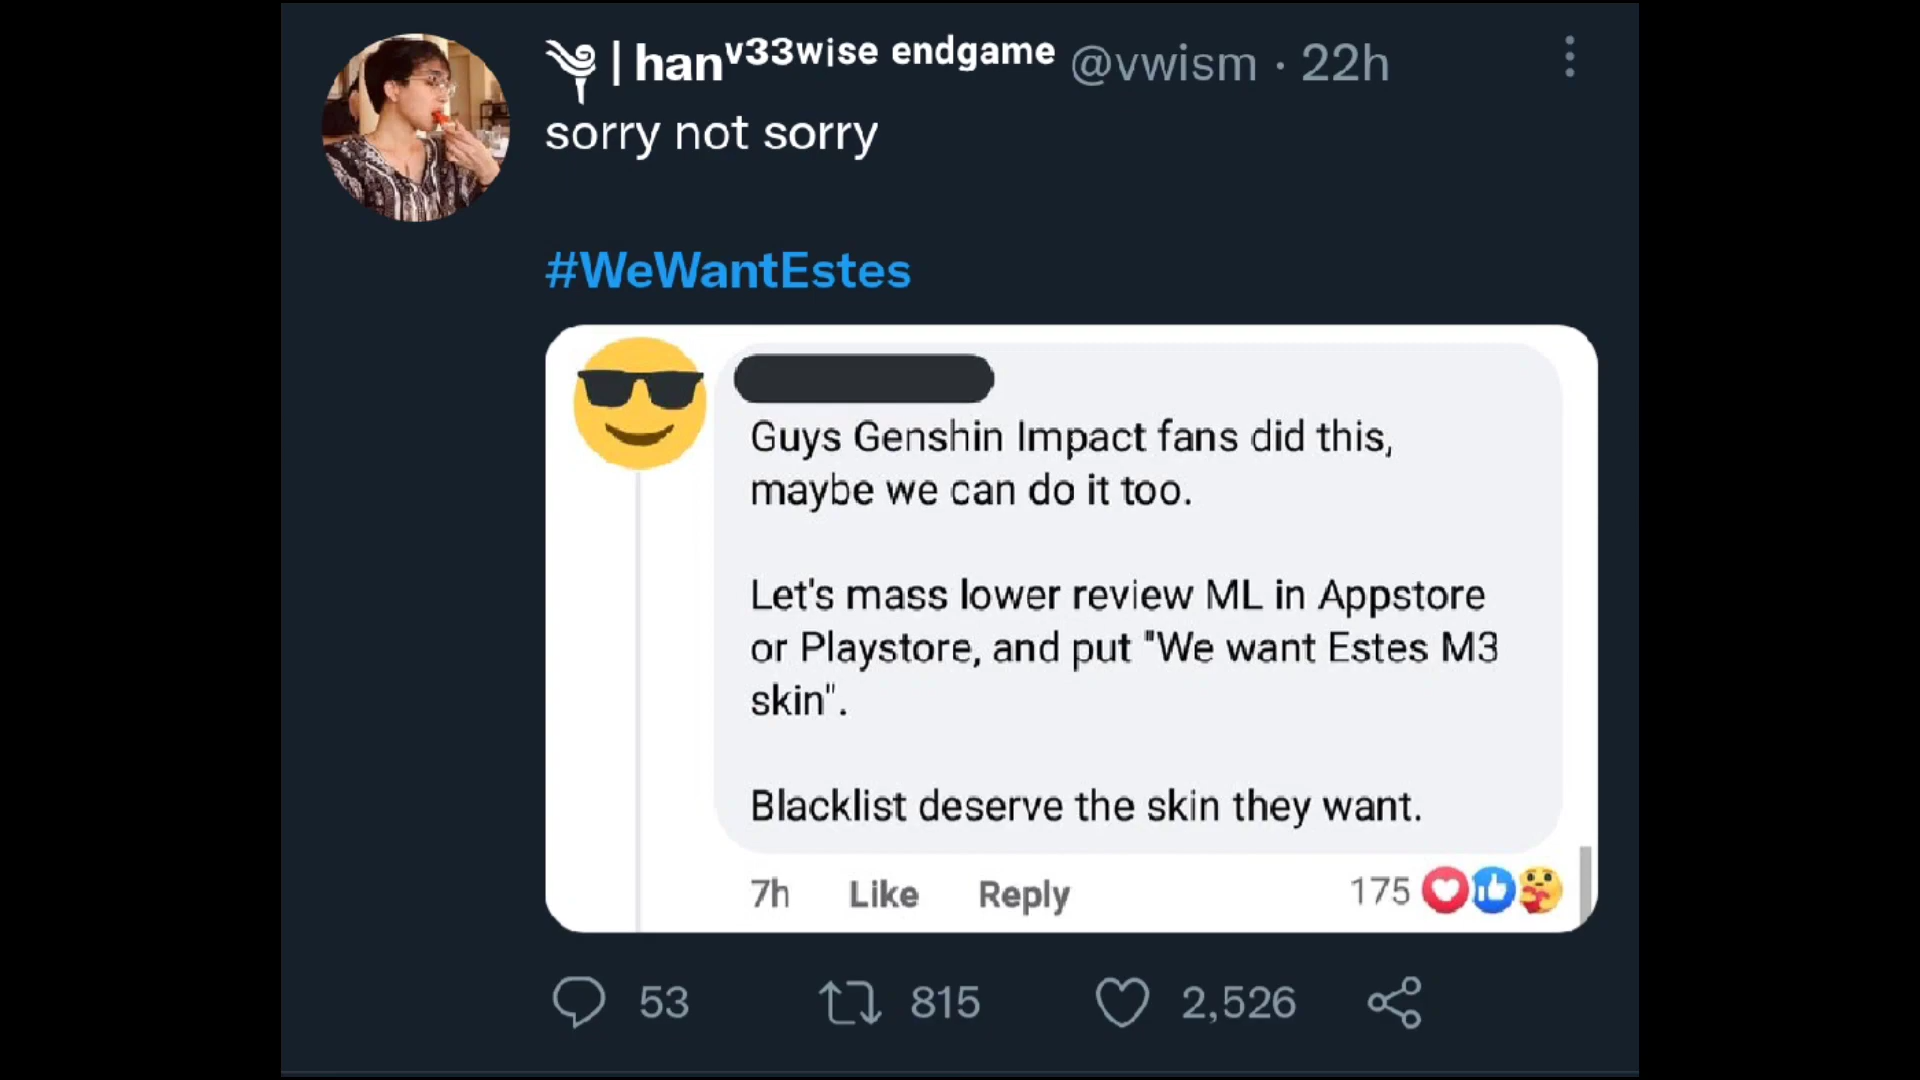 | han v33wise endgame @vwism · 22h
sorry not sorry
#WeWantEstes
Guys Genshin Impact fans did this,
maybe we can do it too.
Let's mass lower review ML in Appstore
or Playstore, and put "We want Estes M3
skin".
Blacklist deserve the skin they want.
7h Like Reply 175
53 815 2,526